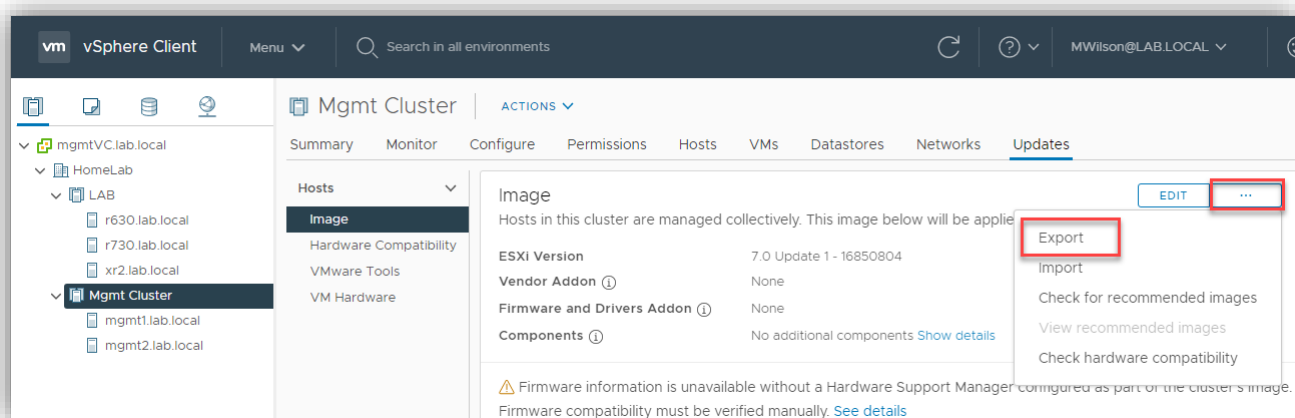 vm vSphere Client Menu Search in all environments MWilson@LAB.LOCAL
Mgmt Cluster ACTIONS
Summary Monitor Configure Permissions Hosts VMs Datastores Networks Updates
mgmtVC.lab.local
HomeLab
LAB
r630.lab.local
r730.lab.local
xr2.lab.local
Mgmt Cluster
mgmt1.lab.local
mgmt2.lab.local
Hosts
Image
Hardware Compatibility
VMware Tools
VM Hardware
Image
EDIT ...
Hosts in this cluster are managed collectively. This image below will be applie
ESXi Version 7.0 Update 1 - 16850804
Vendor Addon None
Firmware and Drivers Addon None
Components No additional components Show details
Export
Import
Check for recommended images
View recommended images
Check hardware compatibility
Firmware information is unavailable without a Hardware Support Manager configured as part of the cluster's image.
Firmware compatibility must be verified manually. See details